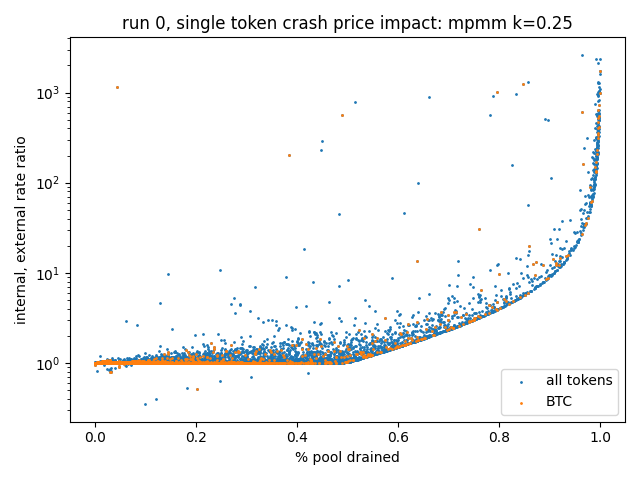 run 0, single token crash price impact: mpmm k=0.25
internal, external rate ratio
10³
10²
10¹
10⁰
all tokens
BTC
0.0 0.2 0.4 0.6 0.8 1.0
% pool drained